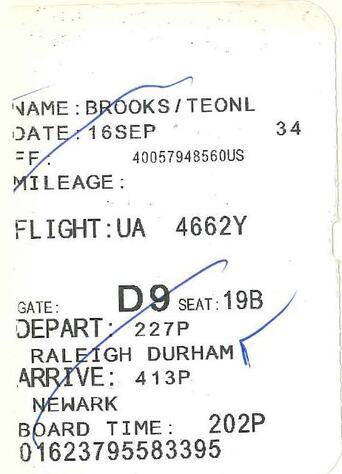 NAME: BROOKS/TEONL
DATE: 16SEP 34
FF: 40057948560US
MILEAGE:
FLIGHT: UA 4662Y
GATE: D9 SEAT: 19B
DEPART: 227P
RALEIGH DURHAM
ARRIVE: 413P
NEWARK
BOARD TIME: 202P
01623795583395